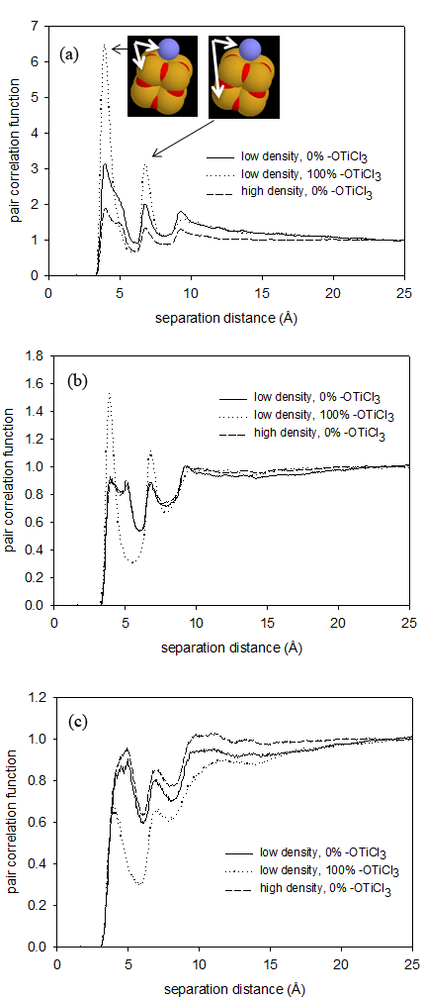 (a)
7
6
5
4
3
2
1
0
pair correlation function
low density, 0% -OTiCl3
low density, 100% -OTiCl3
high density, 0% -OTiCl3
0 5 10 15 20 25
separation distance (Å)
(b)
1.8
1.6
1.4
1.2
1.0
0.8
0.6
0.4
0.2
0.0
pair correlation function
low density, 0% -OTiCl3
low density, 100% -OTiCl3
high density, 0% -OTiCl3
0 5 10 15 20 25
separation distance (Å)
(c)
1.2
1.0
0.8
0.6
0.4
0.2
0.0
pair correlation function
low density, 0% -OTiCl3
low density, 100% -OTiCl3
high density, 0% -OTiCl3
0 5 10 15 20 25
separation distance (Å)